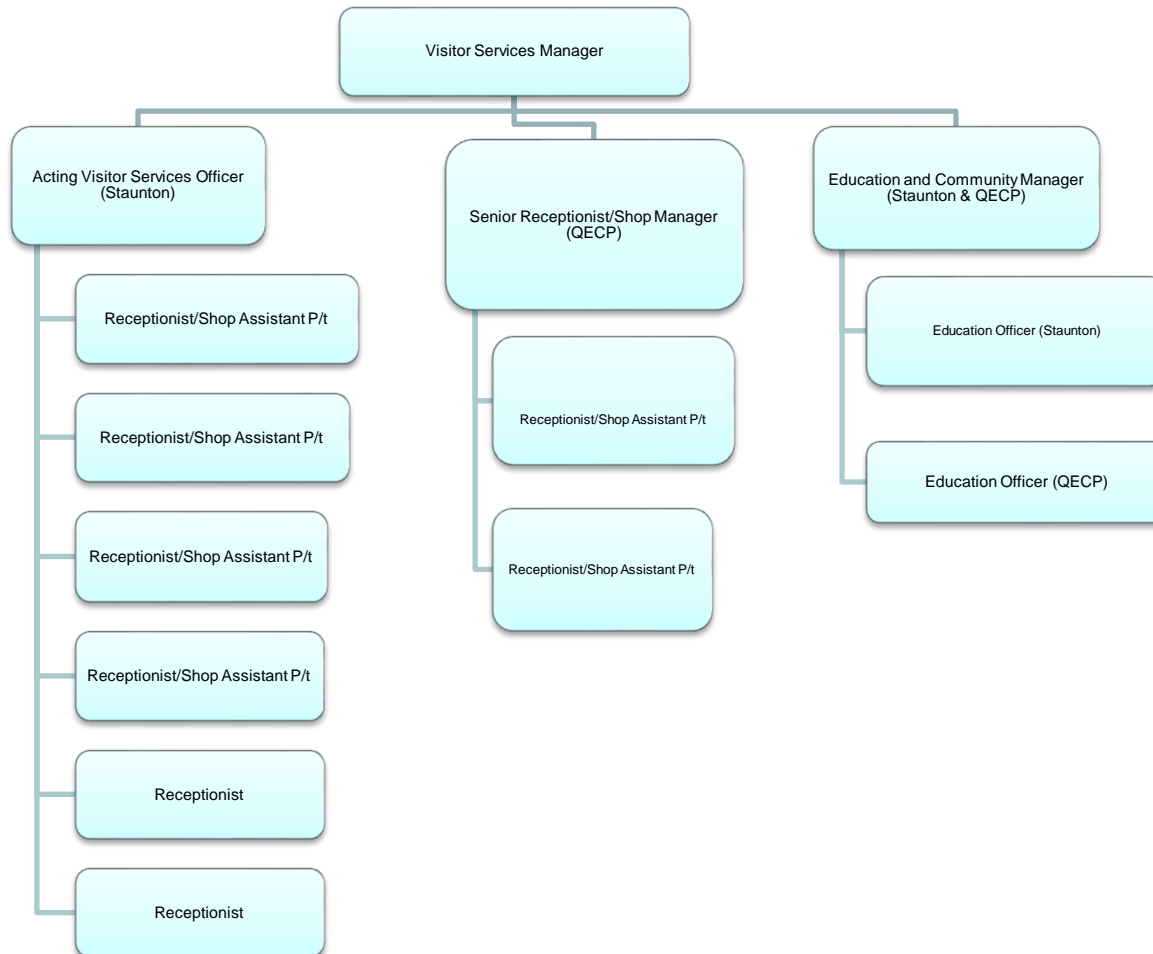 Visitor Services Manager
Acting Visitor Services Officer
(Staunton)
Receptionist/Shop Assistant P/t
Receptionist/Shop Assistant P/t
Receptionist/Shop Assistant P/t
Receptionist/Shop Assistant P/t
Receptionist
Receptionist
Senior Receptionist/Shop Manager
(QECP)
Receptionist/Shop Assistant P/t
Receptionist/Shop Assistant P/t
Education and Community Manager
(Staunton & QECP)
Education Officer (Staunton)
Education Officer (QECP)